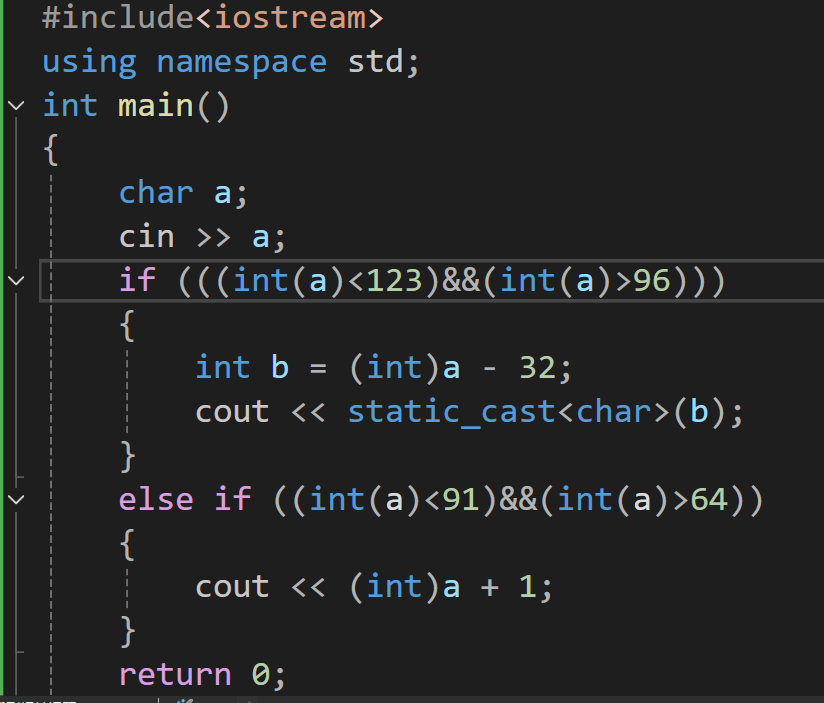 #include<iostream>
using namespace std;
int main()
{
    char a;
    cin >> a;
    if (((int(a)<123)&&(int(a)>96)))
    {
        int b = (int)a - 32;
        cout << static_cast<char>(b);
    }
    else if ((int(a)<91)&&(int(a)>64))
    {
        cout << (int)a + 1;
    }
    return 0;